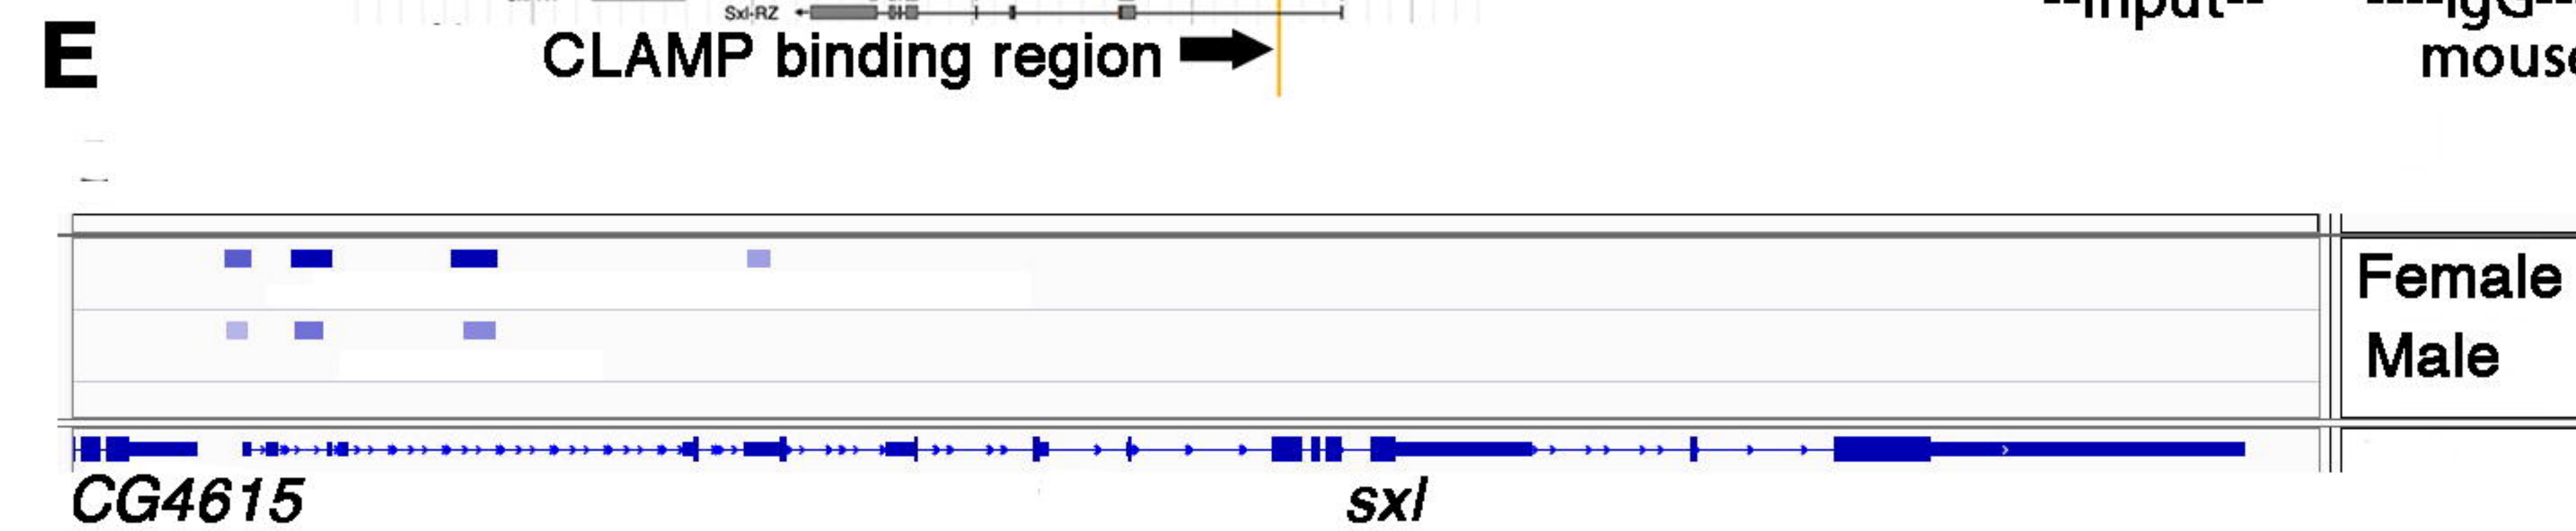 Sxl-RZ
--Input-- ----IgG--
E CLAMP binding region mouse
Female
Male
CG4615 sxl